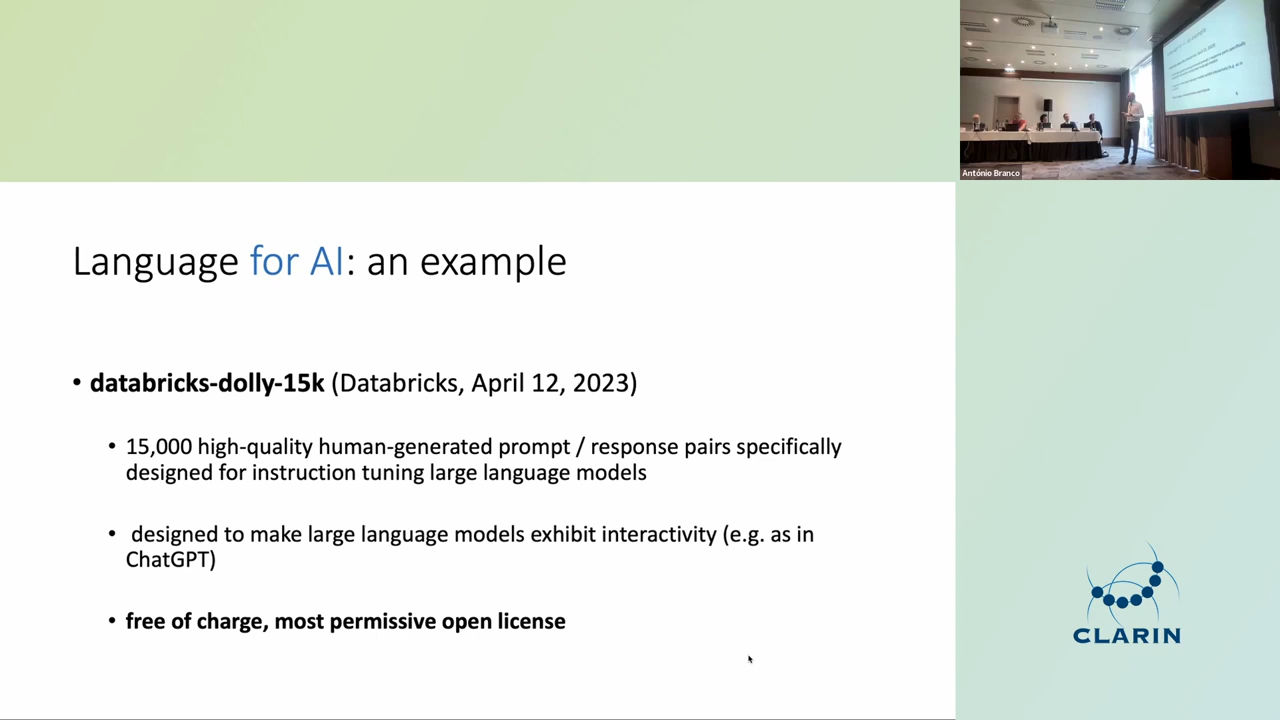 António Branco
Language for AI: an example
• databricks-dolly-15k (Databricks, April 12, 2023)
• 15,000 high-quality human-generated prompt / response pairs specifically
designed for instruction tuning large language models
• designed to make large language models exhibit interactivity (e.g. as in
ChatGPT)
• free of charge, most permissive open license
CLARIN